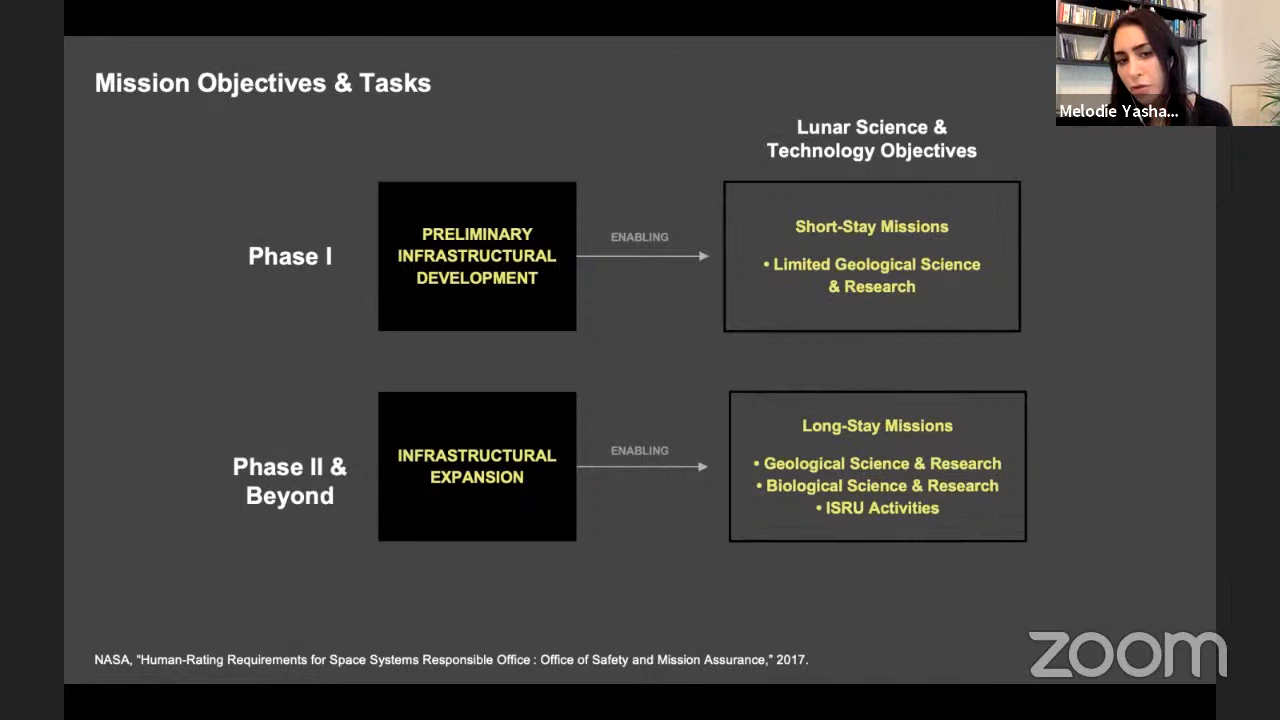 Mission Objectives & Tasks
Melodie Yasha...
Lunar Science &
Technology Objectives
Phase I
PRELIMINARY
INFRASTRUCTURAL
DEVELOPMENT
ENABLING
Short-Stay Missions
• Limited Geological Science
& Research
Phase II &
Beyond
INFRASTRUCTURAL
EXPANSION
ENABLING
Long-Stay Missions
• Geological Science & Research
• Biological Science & Research
• ISRU Activities
NASA, "Human-Rating Requirements for Space Systems Responsible Office : Office of Safety and Mission Assurance," 2017.
zoom